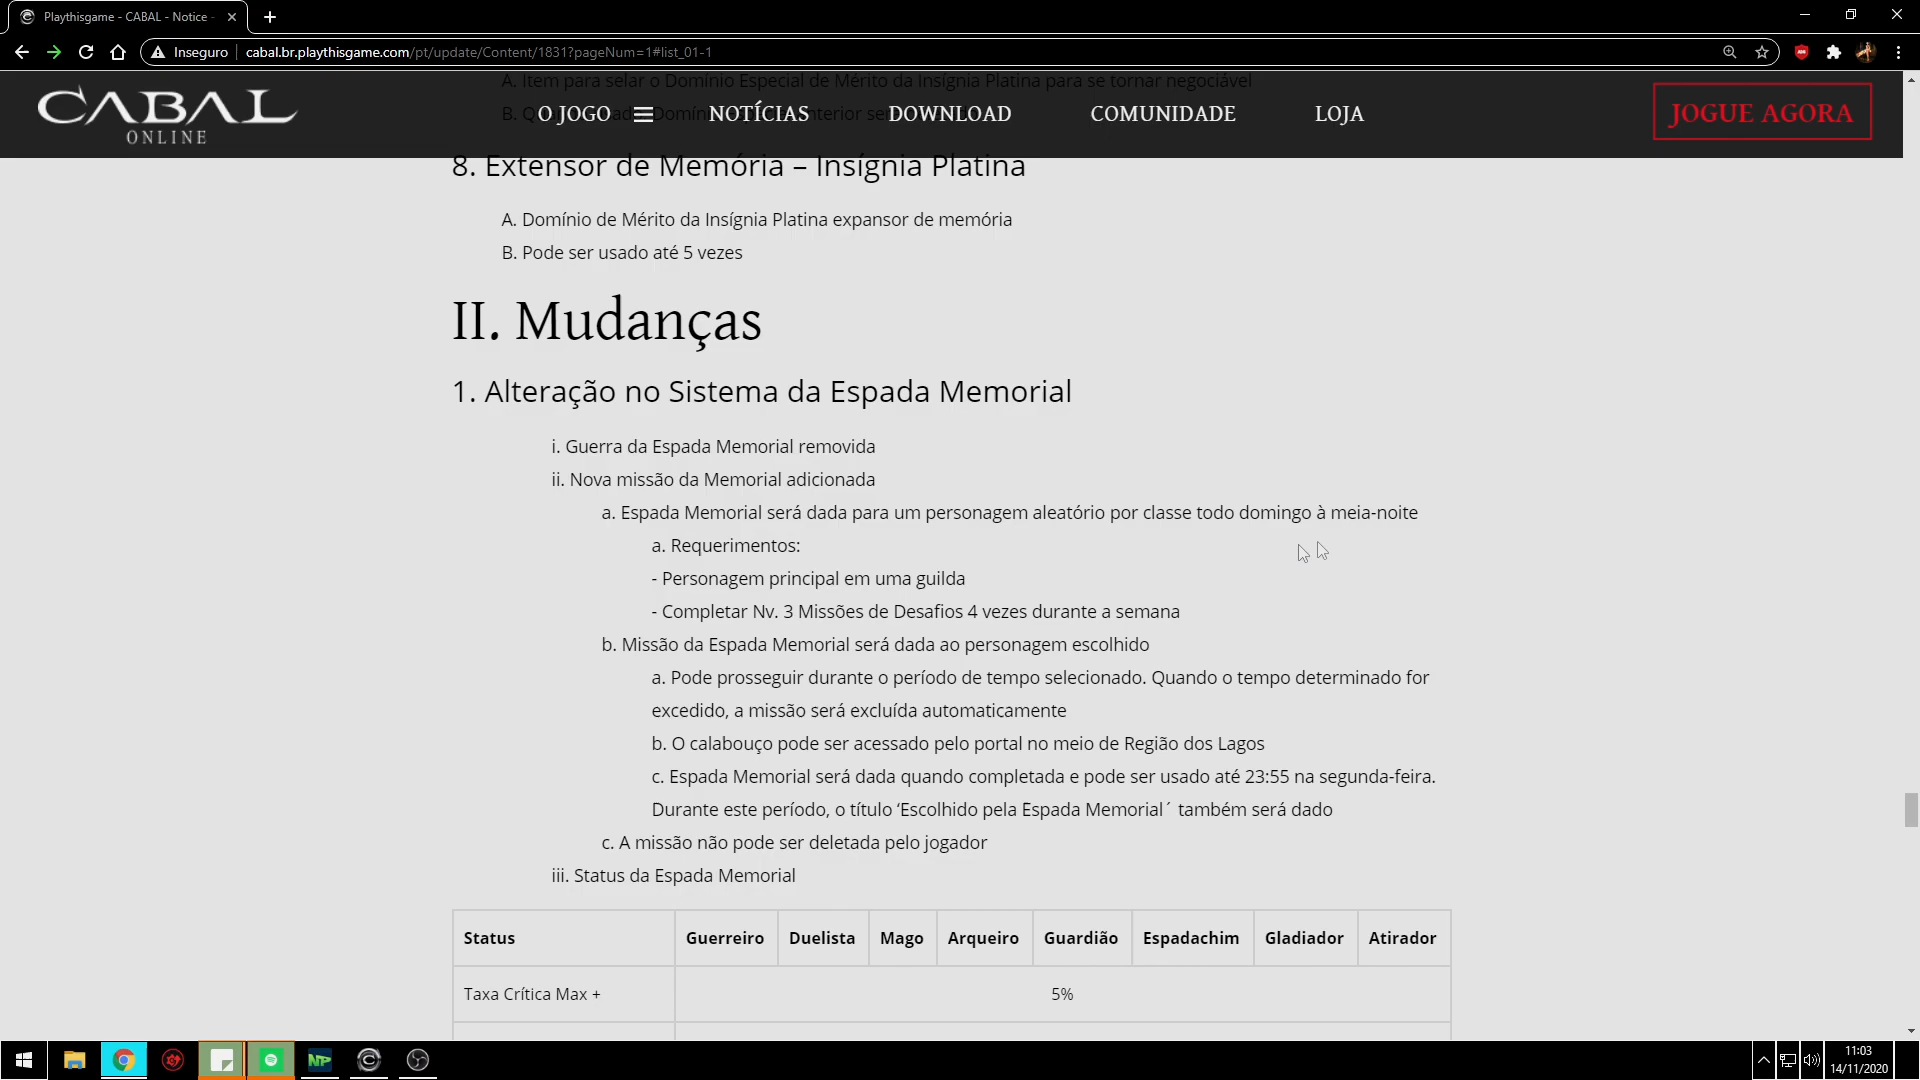 Playthisgame - CABAL - Notice -
Inseguro
cabal.br.playthisgame.com/pt/update/Content/1831?pageNum=1#list_01-1
A. Item para selar o Domínio Especial de Mérito da Insígnia Platina para se tornar negociável
CABAL
ONLINE
O JOGO
NOTÍCIAS
DOWNLOAD
COMUNIDADE
LOJA
JOGUE AGORA
8. Extensor de Memória – Insígnia Platina
A. Domínio de Mérito da Insígnia Platina expansor de memória
B. Pode ser usado até 5 vezes
II. Mudanças
1. Alteração no Sistema da Espada Memorial
i. Guerra da Espada Memorial removida
ii. Nova missão da Memorial adicionada
a. Espada Memorial será dada para um personagem aleatório por classe todo domingo à meia-noite
a. Requerimentos:
- Personagem principal em uma guilda
- Completar Nv. 3 Missões de Desafios 4 vezes durante a semana
b. Missão da Espada Memorial será dada ao personagem escolhido
a. Pode prosseguir durante o período de tempo selecionado. Quando o tempo determinado for
excedido, a missão será excluída automaticamente
b. O calabouço pode ser acessado pelo portal no meio de Região dos Lagos
c. Espada Memorial será dada quando completada e pode ser usado até 23:55 na segunda-feira.
Durante este período, o título ‘Escolhido pela Espada Memorial´ também será dado
c. A missão não pode ser deletada pelo jogador
iii. Status da Espada Memorial
Status Guerreiro Duelista Mago Arqueiro Guardião Espadachim Gladiador Atirador
Taxa Crítica Max + 5%
NP
11:03
14/11/2020